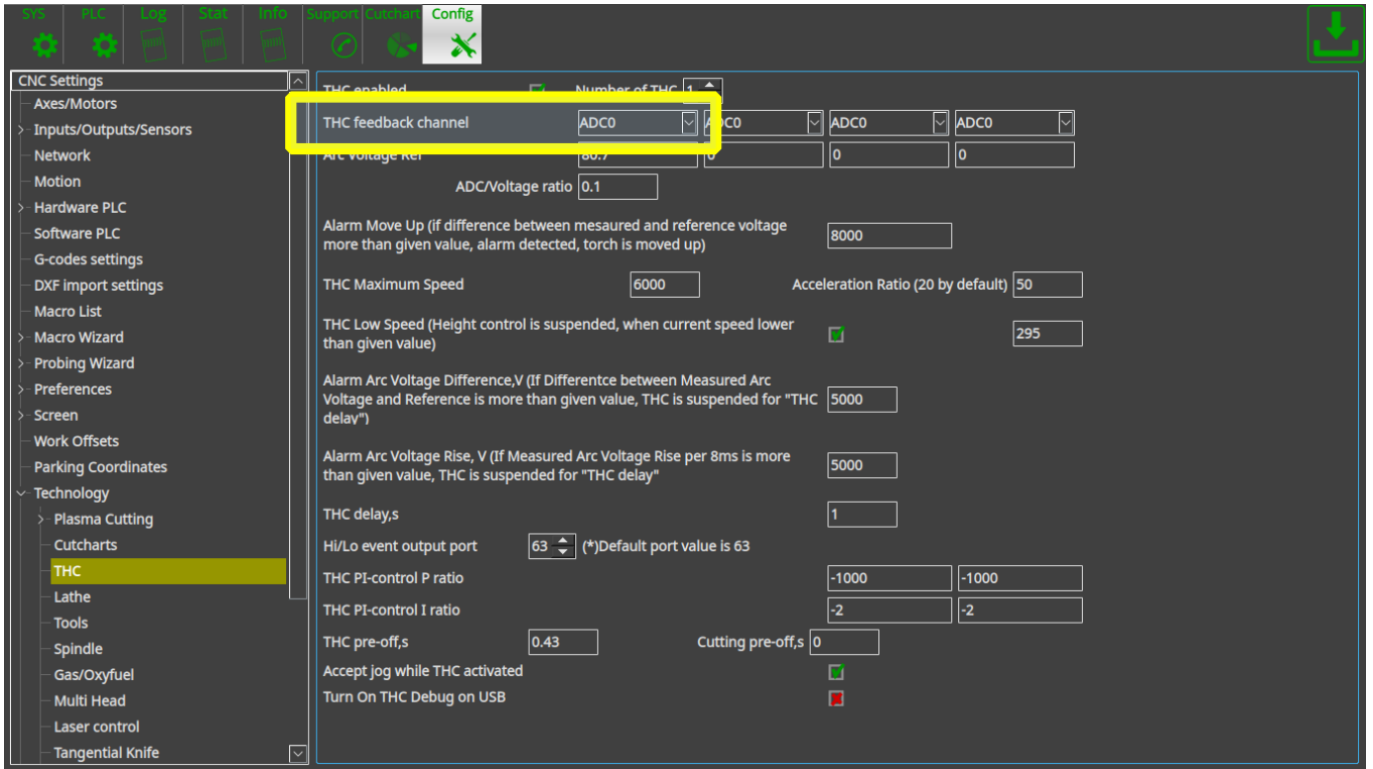 SYS PLC Log Stat Info Support Cutchart Config
CNC Settings
Axes/Motors
Inputs/Outputs/Sensors
Network
Motion
Hardware PLC
Software PLC
G-codes settings
DXF import settings
Macro List
Macro Wizard
Probing Wizard
Preferences
Screen
Work Offsets
Parking Coordinates
Technology
Plasma Cutting
Cutcharts
THC
Lathe
Tools
Spindle
Gas/Oxyfuel
Multi Head
Laser control
Tangential Knife
THC enabled Number of THC 1
THC feedback channel ADC0 ADC0 ADC0 ADC0
Arc Voltage Ref 80.7 0 0 0
ADC/Voltage ratio 0.1
Alarm Move Up (if difference between mesaured and reference voltage
more than given value, alarm detected, torch is moved up) 8000
THC Maximum Speed 6000 Acceleration Ratio (20 by default) 50
THC Low Speed (Height control is suspended, when current speed lower
than given value) 295
Alarm Arc Voltage Difference,V (If Differentce between Measured Arc
Voltage and Reference is more than given value, THC is suspended for "THC 5000
delay")
Alarm Arc Voltage Rise, V (If Measured Arc Voltage Rise per 8ms is more
than given value, THC is suspended for "THC delay" 5000
THC delay,s 1
Hi/Lo event output port 63 (*)Default port value is 63
THC PI-control P ratio -1000 -1000
THC PI-control I ratio -2 -2
THC pre-off,s 0.43 Cutting pre-off,s 0
Accept jog while THC activated
Turn On THC Debug on USB